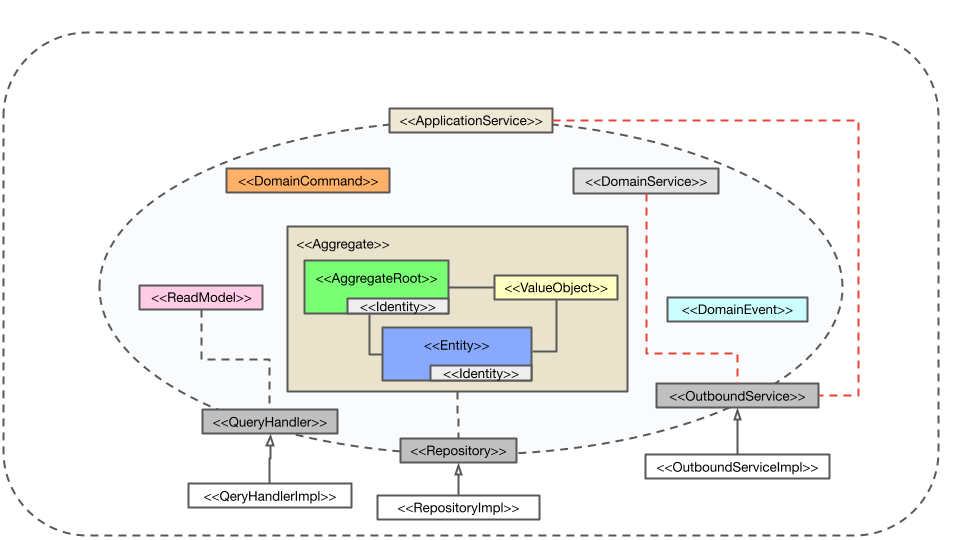 <<ApplicationService>>
<<DomainCommand>>
<<DomainService>>
<<Aggregate>>
<<AggregateRoot>>
<<Identity>>
<<ValueObject>>
<<ReadModel>>
<<DomainEvent>>
<<Entity>>
<<Identity>>
<<OutboundService>>
<<QueryHandler>>
<<Repository>>
<<OutboundServiceImpl>>
<<QeryHandlerImpl>>
<<RepositoryImpl>>